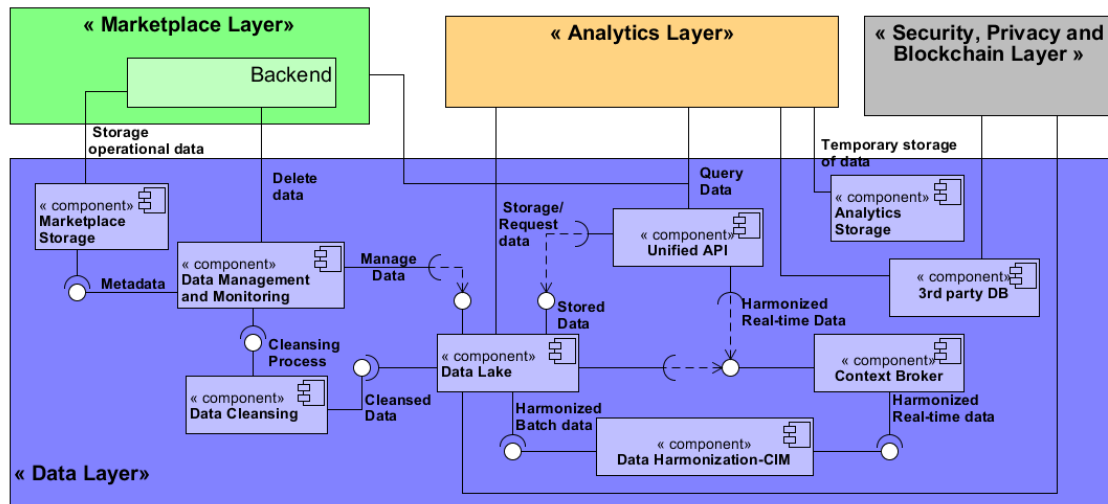 « Marketplace Layer»
Backend
« Analytics Layer»
« Security, Privacy and
Blockchain Layer »
Storage
operational data
Delete
data
Query
Data
Temporary storage
of data
« component»
Marketplace
Storage
« component»
Data Management
and Monitoring
Metadata
Manage
Data
Storage/
Request
data
« component»
Unified API
« component»
Analytics
Storage
« component»
3rd party DB
Cleansing
Process
Stored
Data
Harmonized
Real-time Data
« component»
Data Cleansing
Cleansed
Data
« component»
Data Lake
« component»
Context Broker
Harmonized
Batch data
Harmonized
Real-time data
« component»
Data Harmonization-CIM
« Data Layer»